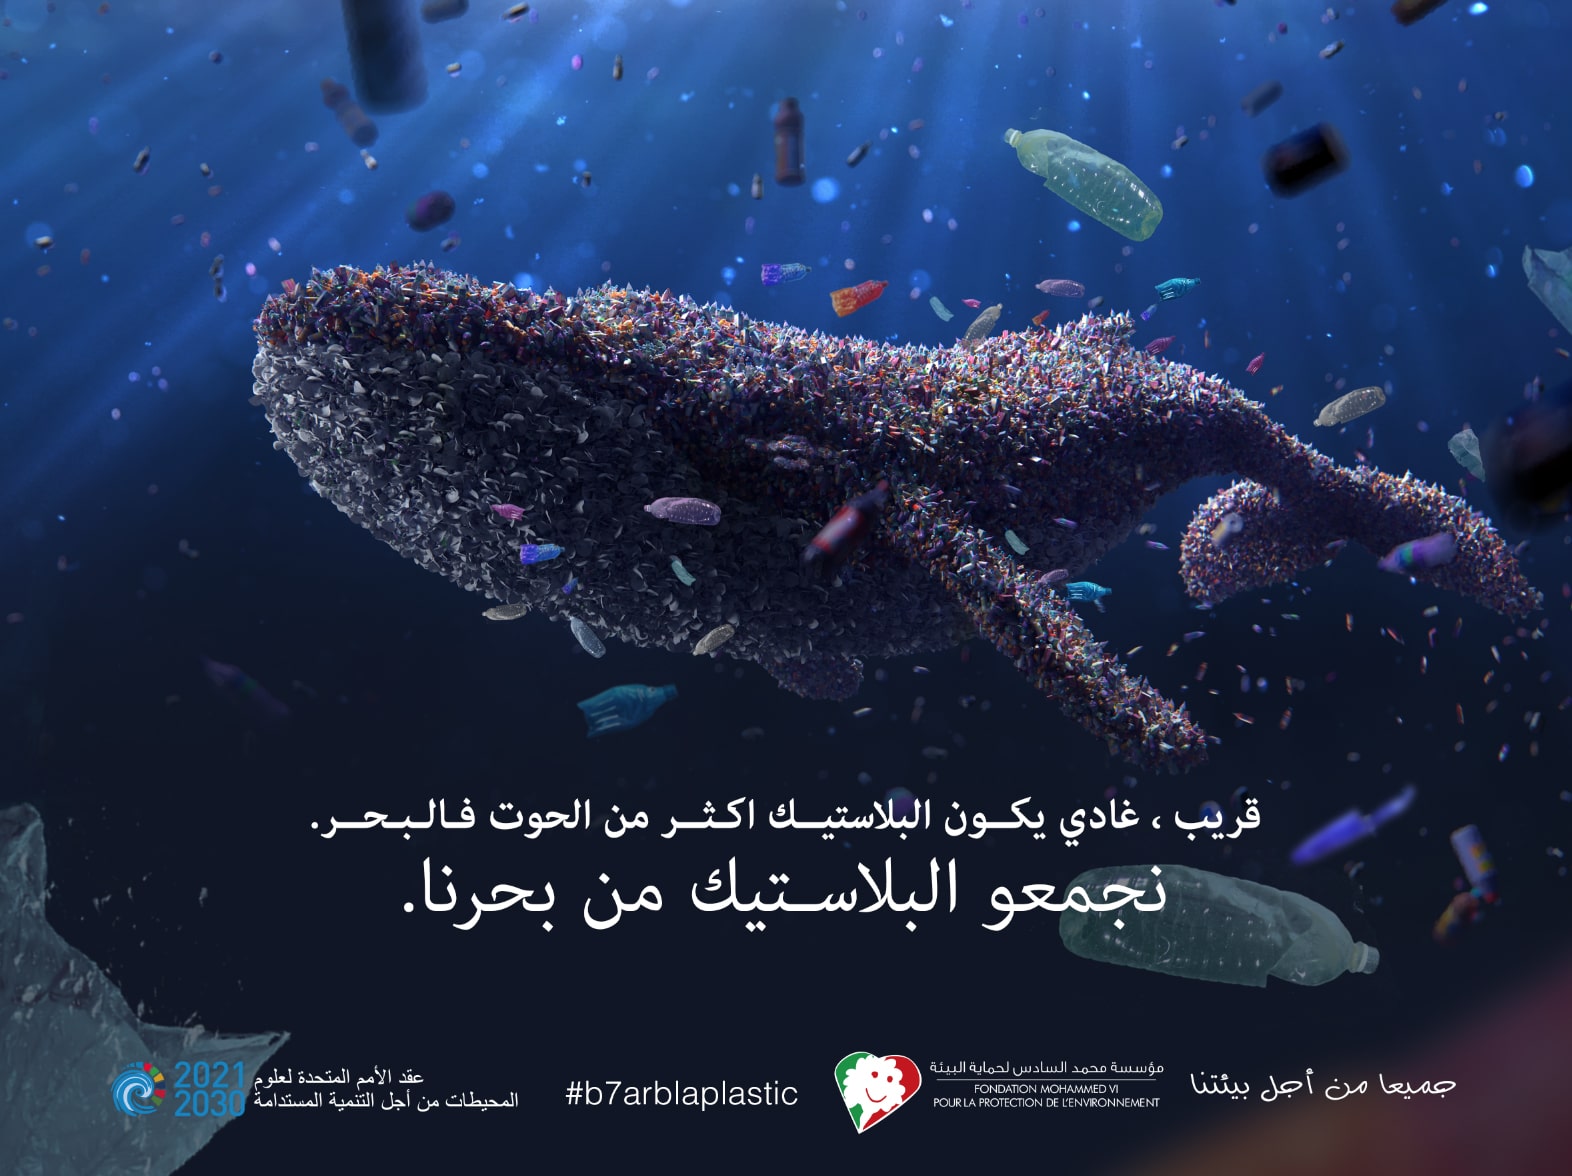 قريب ، غادي يكون البلاستيك اكثر من الحوت فالبحر.
نجمعو البلاستيك من بحرنا.
جميعا من أجل بيئتنا
مؤسسة محمد السادس لحماية البيئة
FONDATION MOHAMMED VI
POUR LA PROTECTION DE L'ENVIRONNEMENT
#b7arblaplastic
عقد الأمم المتحدة لعلوم
المحيطات من أجل التنمية المستدامة
2021
2030